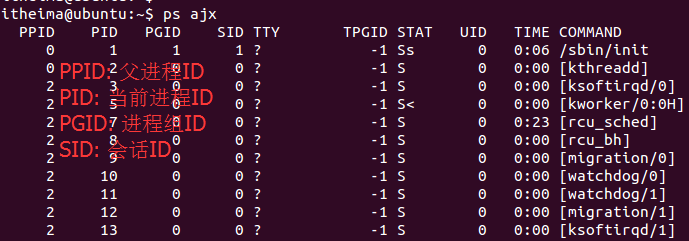 itheima@ubuntu:~$ ps ajx
PPID PID PGID SID TTY TPGID STAT UID TIME COMMAND
0 1 1 1 ? -1 Ss 0 0:06 /sbin/init
0 2 0 0 ? -1 S 0 0:00 [kthreadd]
PPID: 父进程ID
2 3 0 0 ? -1 S 0 0:00 [ksoftirqd/0]
PID: 当前进程ID
2 5 0 0 ? -1 S< 0 0:00 [kworker/0:0H]
PGID: 进程组ID
2 7 0 0 ? -1 S 0 0:23 [rcu_sched]
SID: 会话ID
2 8 0 0 ? -1 S 0 0:00 [rcu_bh]
2 9 0 0 ? -1 S 0 0:00 [migration/0]
2 10 0 0 ? -1 S 0 0:00 [watchdog/0]
2 11 0 0 ? -1 S 0 0:00 [watchdog/1]
2 12 0 0 ? -1 S 0 0:00 [migration/1]
2 13 0 0 ? -1 S 0 0:00 [ksoftirqd/1]